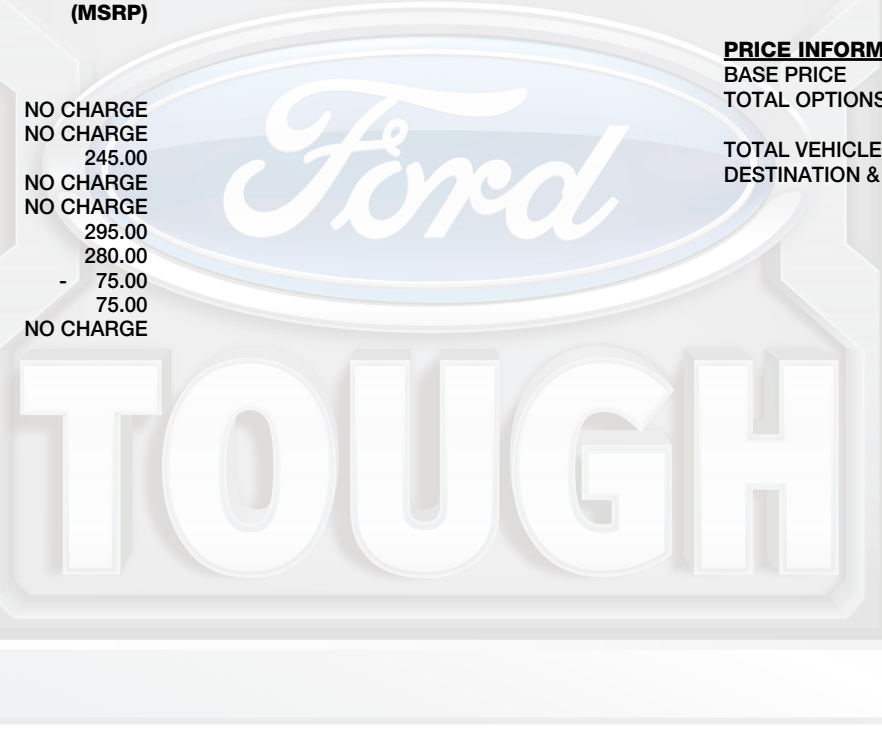 (MSRP)
NO CHARGE
NO CHARGE
245.00
NO CHARGE
NO CHARGE
295.00
280.00
- 75.00
75.00
NO CHARGE
PRICE INFORM
BASE PRICE
TOTAL OPTIONS
TOTAL VEHICLE
DESTINATION &
Ford
TOUGH